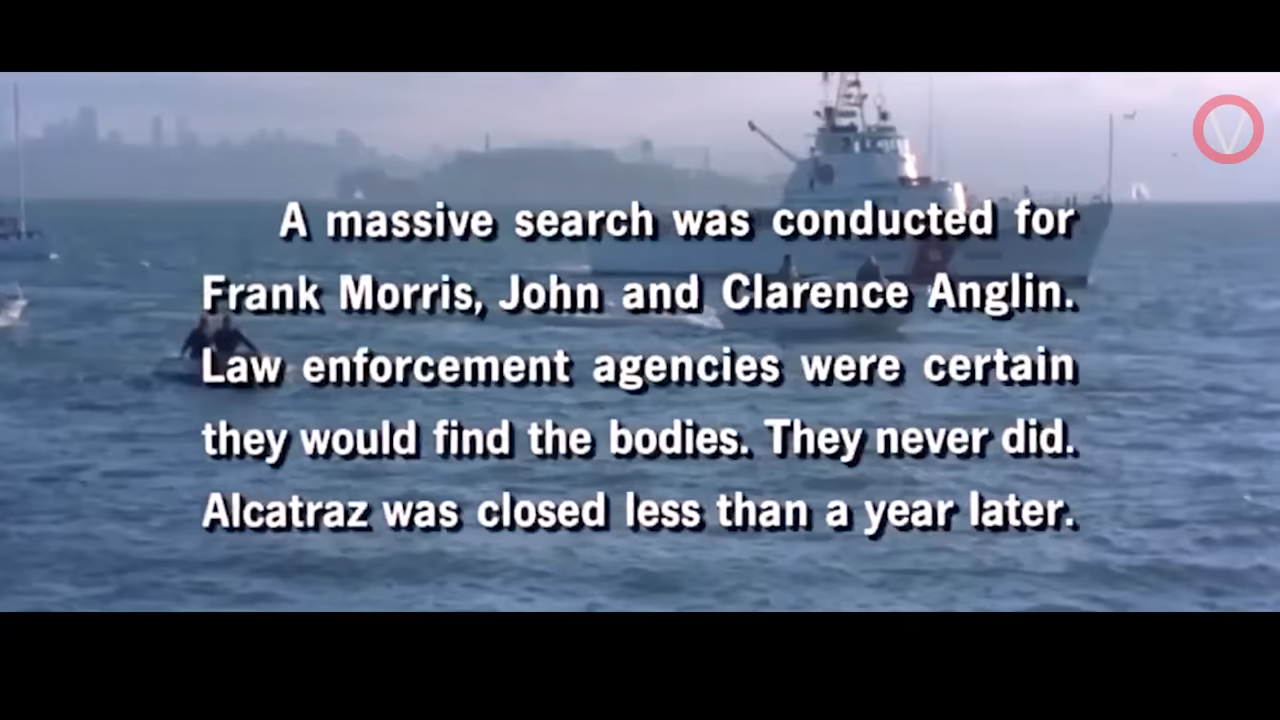 A massive search was conducted for
Frank Morris, John and Clarence Anglin.
Law enforcement agencies were certain
they would find the bodies. They never did.
Alcatraz was closed less than a year later.
V